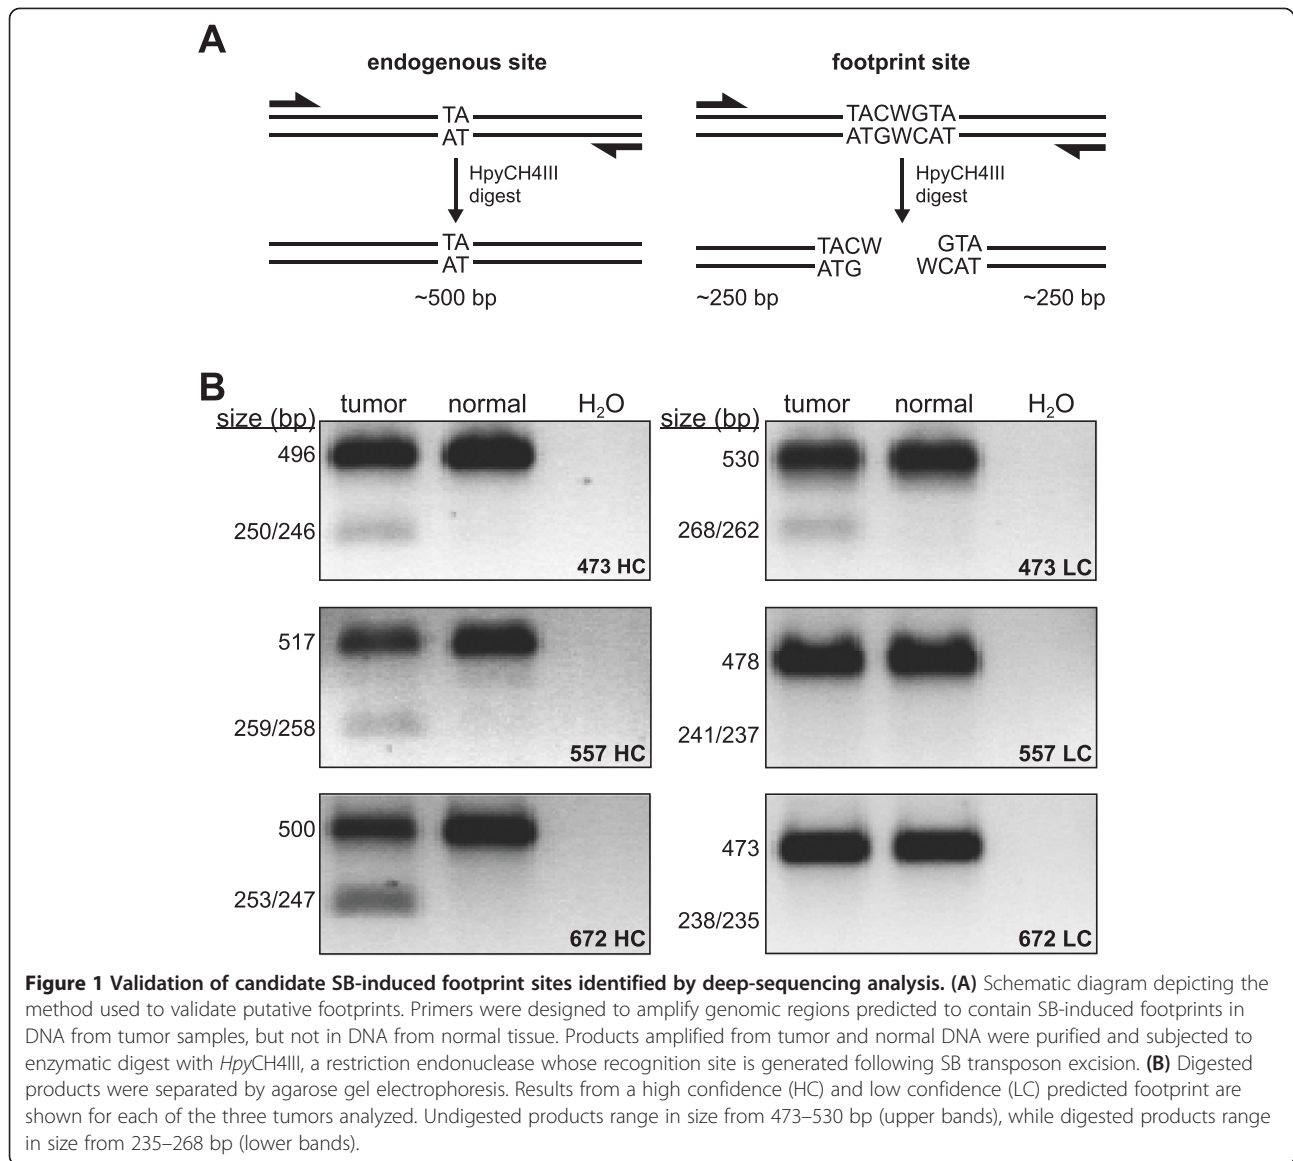 A
endogenous site
footprint site
TA
AT
TACWGTA
ATGWCAT
HpyCH4III
digest
HpyCH4III
digest
TA
AT
TACW
ATG
GTA
WCAT
~500 bp
~250 bp
~250 bp
B
size (bp)
tumor
normal
H₂O
496
250/246
473 HC
size (bp)
tumor
normal
H₂O
530
268/262
473 LC
517
259/258
557 HC
478
241/237
557 LC
500
253/247
672 HC
473
238/235
672 LC
Figure 1 Validation of candidate SB-induced footprint sites identified by deep-sequencing analysis. (A) Schematic diagram depicting the
method used to validate putative footprints. Primers were designed to amplify genomic regions predicted to contain SB-induced footprints in
DNA from tumor samples, but not in DNA from normal tissue. Products amplified from tumor and normal DNA were purified and subjected to
enzymatic digest with HpyCH4III, a restriction endonuclease whose recognition site is generated following SB transposon excision. (B) Digested
products were separated by agarose gel electrophoresis. Results from a high confidence (HC) and low confidence (LC) predicted footprint are
shown for each of the three tumors analyzed. Undigested products range in size from 473–530 bp (upper bands), while digested products range
in size from 235–268 bp (lower bands).